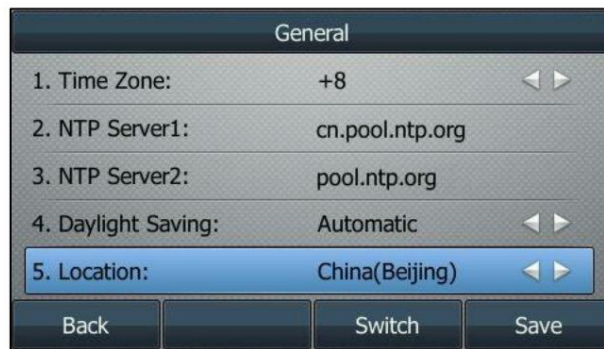 General
1. Time Zone: +8
2. NTP Server1: cn.pool.ntp.org
3. NTP Server2: pool.ntp.org
4. Daylight Saving: Automatic
5. Location: China(Beijing)
Back Switch Save